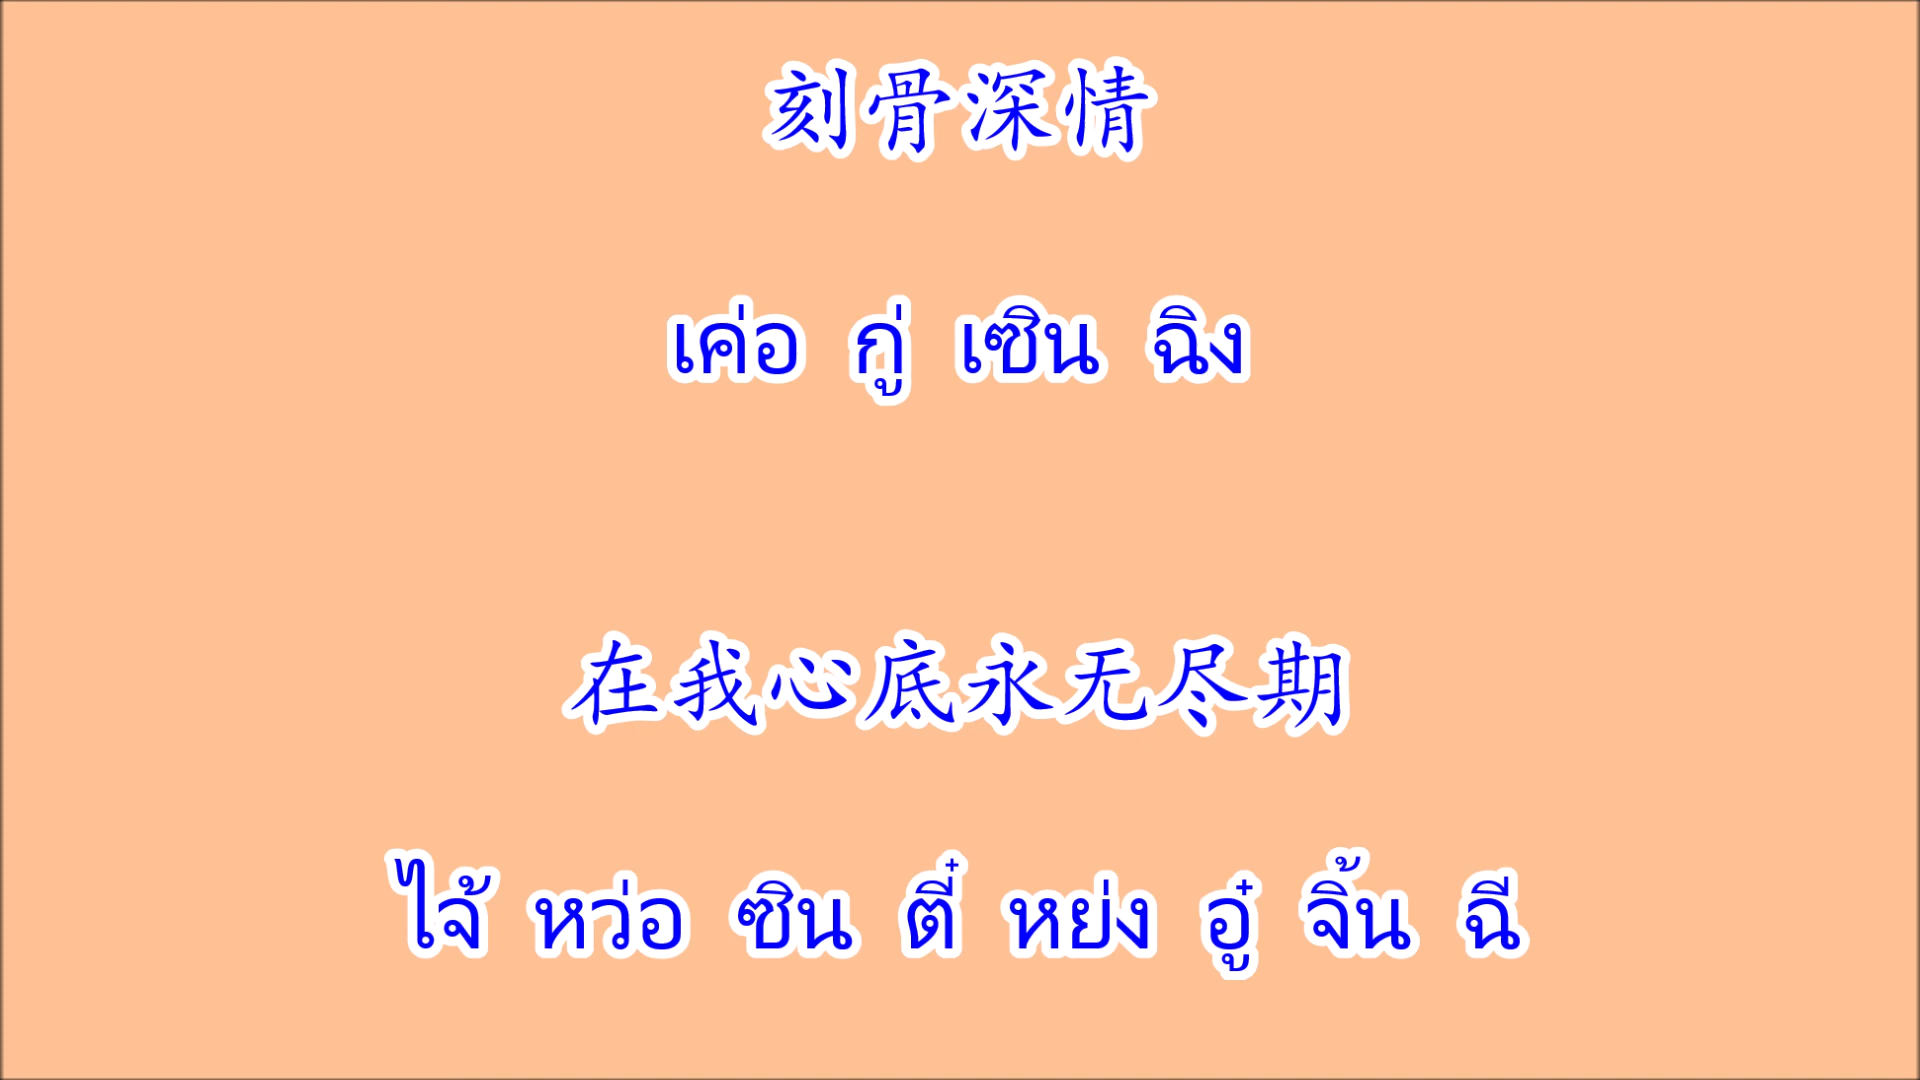 刻骨深情
เค่อ กู่ เซิน ฉิง
在我心底永无尽期
ไจ้ หว่อ ซิน ตี๋ หย่ง อู๋ จิ้น ฉี